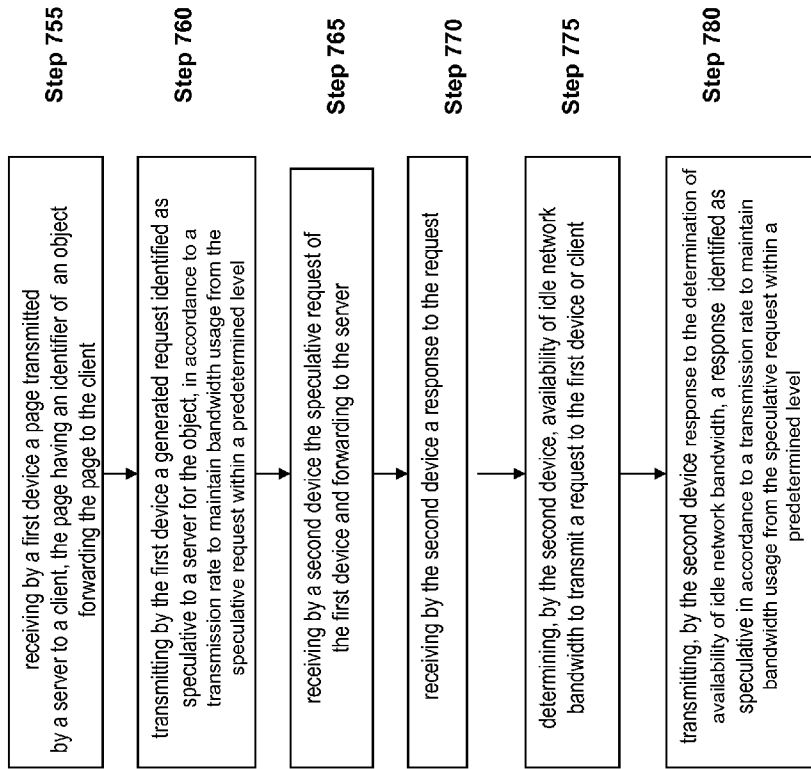 receiving by a first device a page transmitted
by a server to a client, the page having an identifier of an object
forwarding the page to the client
Step 755
transmitting by the first device a generated request identified as
speculative to a server for the object, in accordance to a
transmission rate to maintain bandwidth usage from the
speculative request within a predetermined level
Step 760
receiving by a second device the speculative request of
the first device and forwarding to the server
Step 765
receiving by the second device a response to the request
Step 770
determining, by the second device, availability of idle network
bandwidth to transmit a request to the first device or client
Step 775
transmitting, by the second device response to the determination of
availability of idle network bandwidth, a response identified as
speculative in accordance to a transmission rate to maintain
bandwidth usage from the speculative request within a
predetermined level
Step 780